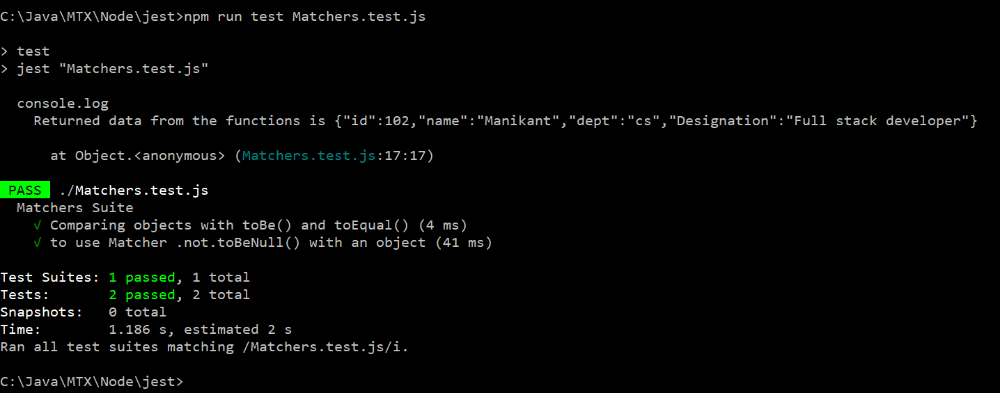 C:\Java\MTX\Node\jest>npm run test Matchers.test.js
> test
> jest "Matchers.test.js"
console.log
Returned data from the functions is {"id":102,"name":"Manikant","dept":"cs","Designation":"Full stack developer"}
at Object.<anonymous> (Matchers.test.js:17:17)
PASS ./Matchers.test.js
Matchers Suite
√ Comparing objects with toBe() and toEqual() (4 ms)
√ to use Matcher .not.toBeNull() with an object (41 ms)
Test Suites: 1 passed, 1 total
Tests: 2 passed, 2 total
Snapshots: 0 total
Time: 1.186 s, estimated 2 s
Ran all test suites matching /Matchers.test.js/i.
C:\Java\MTX\Node\jest>